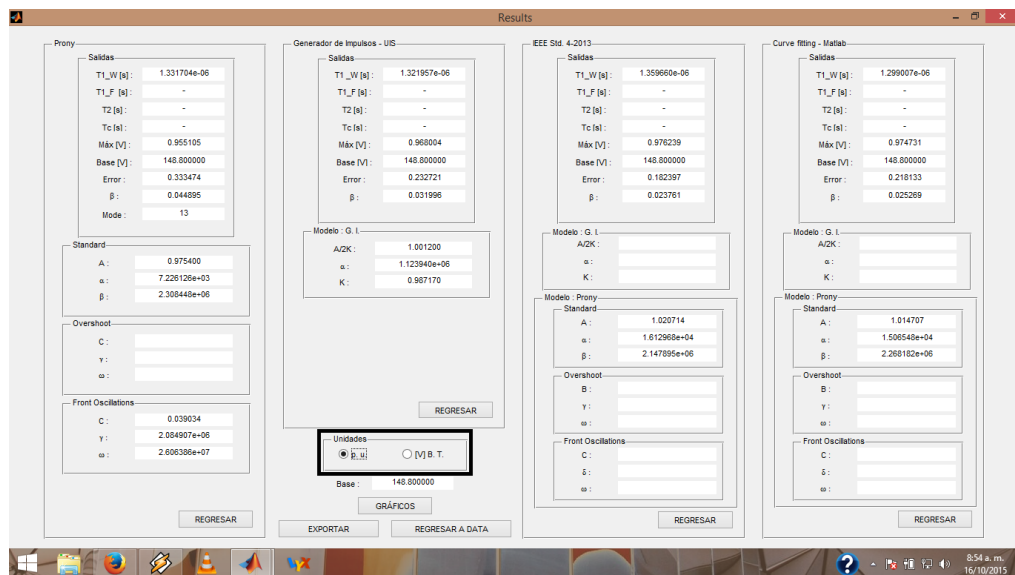 Results
Prony
Salidas
T1_W [s] : 1.331704e-06
T1_F [s] : -
T2 [s] : -
Tc [s] : -
Máx [V] : 0.955105
Base [V] : 148.800000
Error : 0.333474
β : 0.044895
Mode : 13
Standard
A : 0.975400
α : 7.226126e+03
β : 2.308448e+06
Overshoot
C :
γ :
ω :
Front Oscillations
C : 0.039034
γ : 2.084907e+06
ω : 2.606386e+07
REGRESAR
Generador de Impulsos - UIS
Salidas
T1_W [s] : 1.321957e-06
T1_F [s] : -
T2 [s] : -
Tc [s] : -
Máx [V] : 0.968004
Base [V] : 148.800000
Error : 0.232721
β : 0.031996
Modelo : G. I.
A/2K : 1.001200
α : 1.123940e+06
K : 0.987170
REGRESAR
Unidades
p. u. [V] B. T.
Base : 148.800000
GRÁFICOS
EXPORTAR REGRESAR A DATA
IEEE Std. 4-2013
Salidas
T1_W [s] : 1.359660e-06
T1_F [s] : -
T2 [s] : -
Tc [s] : -
Máx [V] : 0.976239
Base [V] : 148.800000
Error : 0.182397
β : 0.023761
Modelo : G. I.
A/2K :
α :
K :
Modelo : Prony
Standard
A : 1.020714
α : 1.612968e+04
β : 2.147895e+06
Overshoot
B :
γ :
ω :
Front Oscillations
C :
δ :
ω :
REGRESAR
Curve fitting - Matlab
Salidas
T1_W [s] : 1.299007e-06
T1_F [s] : -
T2 [s] : -
Tc [s] : -
Máx [V] : 0.974731
Base [V] : 148.800000
Error : 0.218133
β : 0.025269
Modelo : G. I.
A/2K :
α :
K :
Modelo : Prony
Standard
A : 1.014707
α : 1.506548e+04
β : 2.268182e+06
Overshoot
B :
γ :
ω :
Front Oscillations
C :
δ :
ω :
REGRESAR
8:54 a. m.
16/10/2015